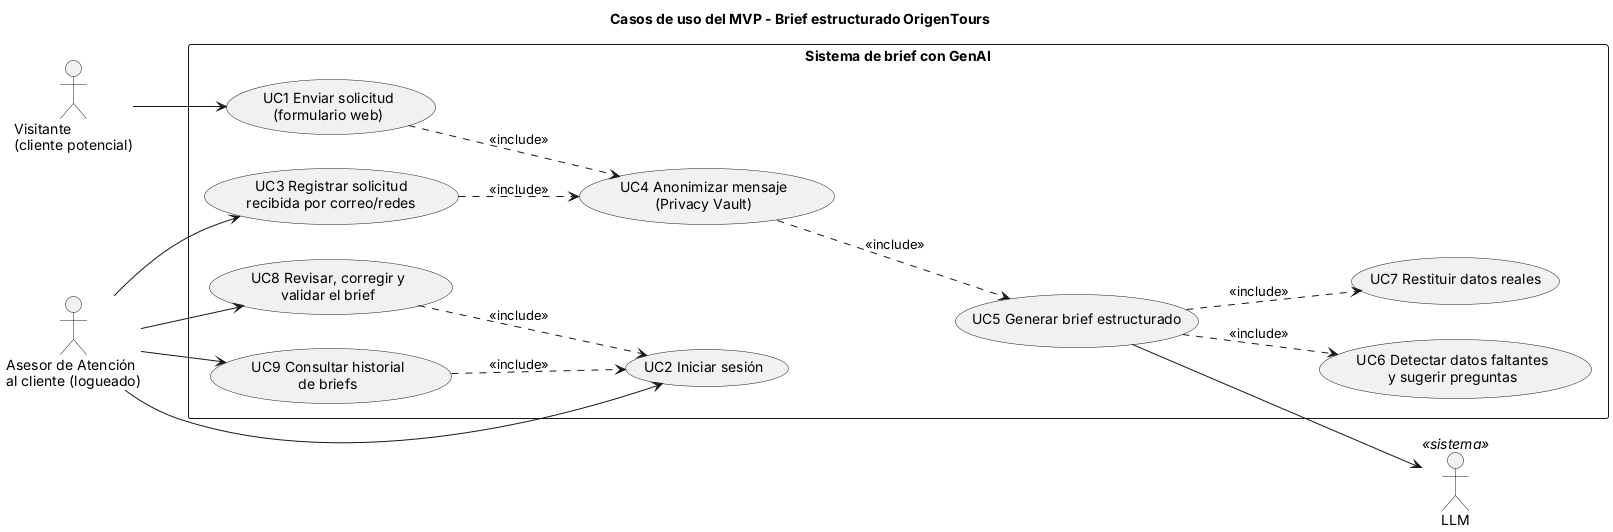 Casos de uso del MVP - Brief estructurado OrigenTours
Sistema de brief con GenAI
Visitante
(cliente potencial)
UC1 Enviar solicitud
(formulario web)
«include»
UC3 Registrar solicitud
recibida por correo/redes
«include»
UC4 Anonimizar mensaje
(Privacy Vault)
«include»
UC8 Revisar, corregir y
validar el brief
«include»
UC5 Generar brief estructurado
«include»
UC7 Restituir datos reales
«include»
UC6 Detectar datos faltantes
y sugerir preguntas
Asesor de Atención
al cliente (logueado)
UC9 Consultar historial
de briefs
«include»
UC2 Iniciar sesión
«sistema»
LLM